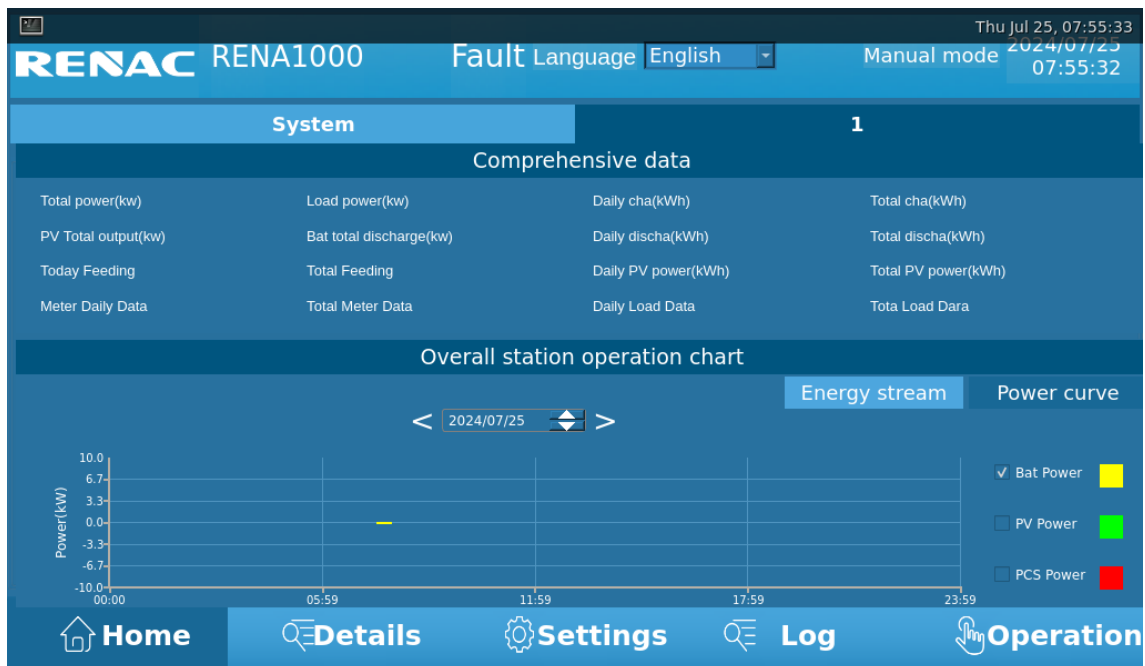 Thu Jul 25, 07:55:33
RENAC RENA1000 Fault Language English Manual mode 2024/07/25
07:55:32
System 1
Comprehensive data
Total power(kw) Load power(kw) Daily cha(kWh) Total cha(kWh)
PV Total output(kw) Bat total discharge(kw) Daily discha(kWh) Total discha(kWh)
Today Feeding Total Feeding Daily PV power(kWh) Total PV power(kWh)
Meter Daily Data Total Meter Data Daily Load Data Tota Load Dara
Overall station operation chart
Energy stream Power curve
< 2024/07/25 >
Power(kW)
10.0
6.7
3.3
0.0
-3.3
-6.7
-10.0
00:00 05:59 11:59 17:59 23:59
Bat Power
PV Power
PCS Power
Home Details Settings Log Operation